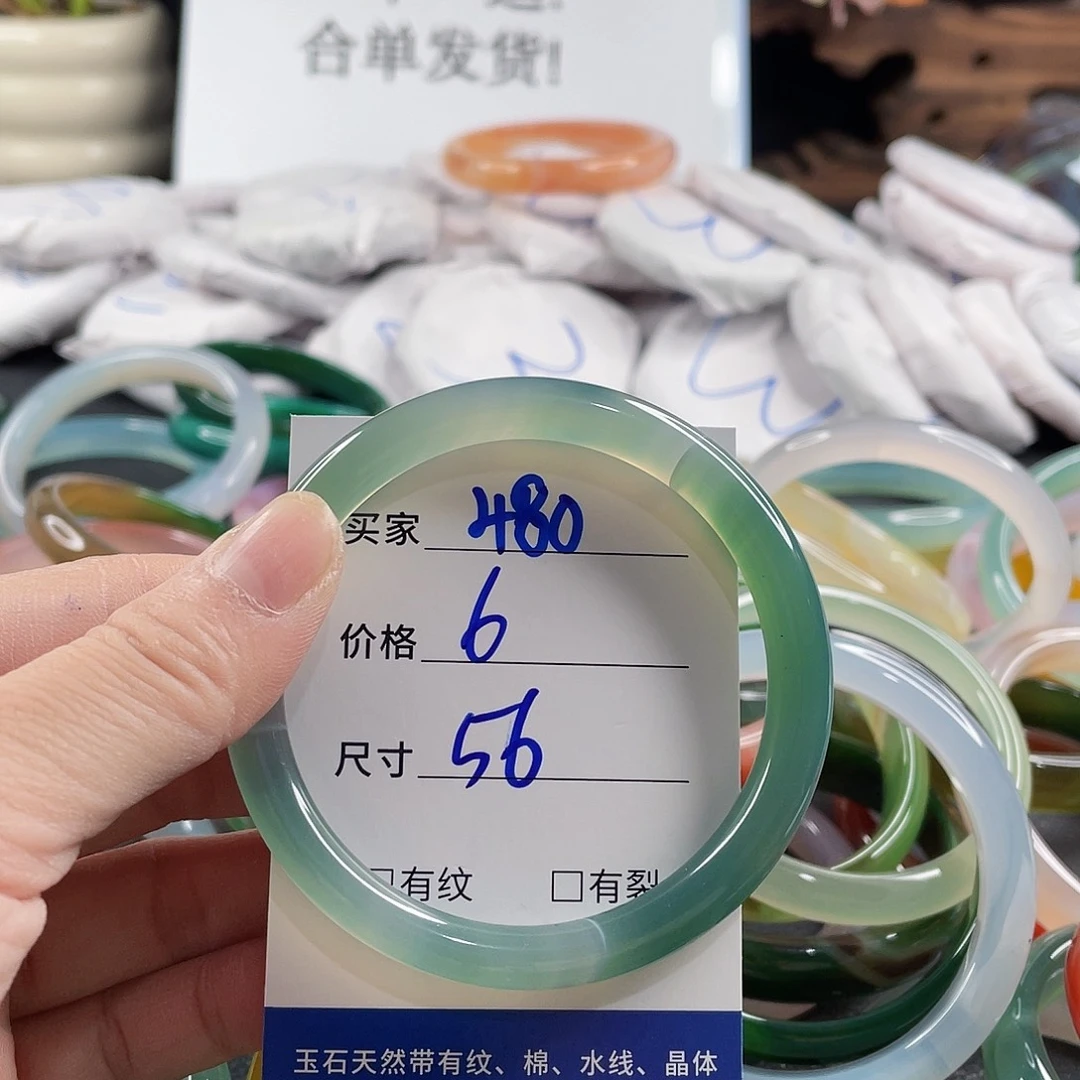 合单发货!
买家 480
价格 6
尺寸 56
□有纹 □有裂
玉石天然带有纹、棉、水线、晶体